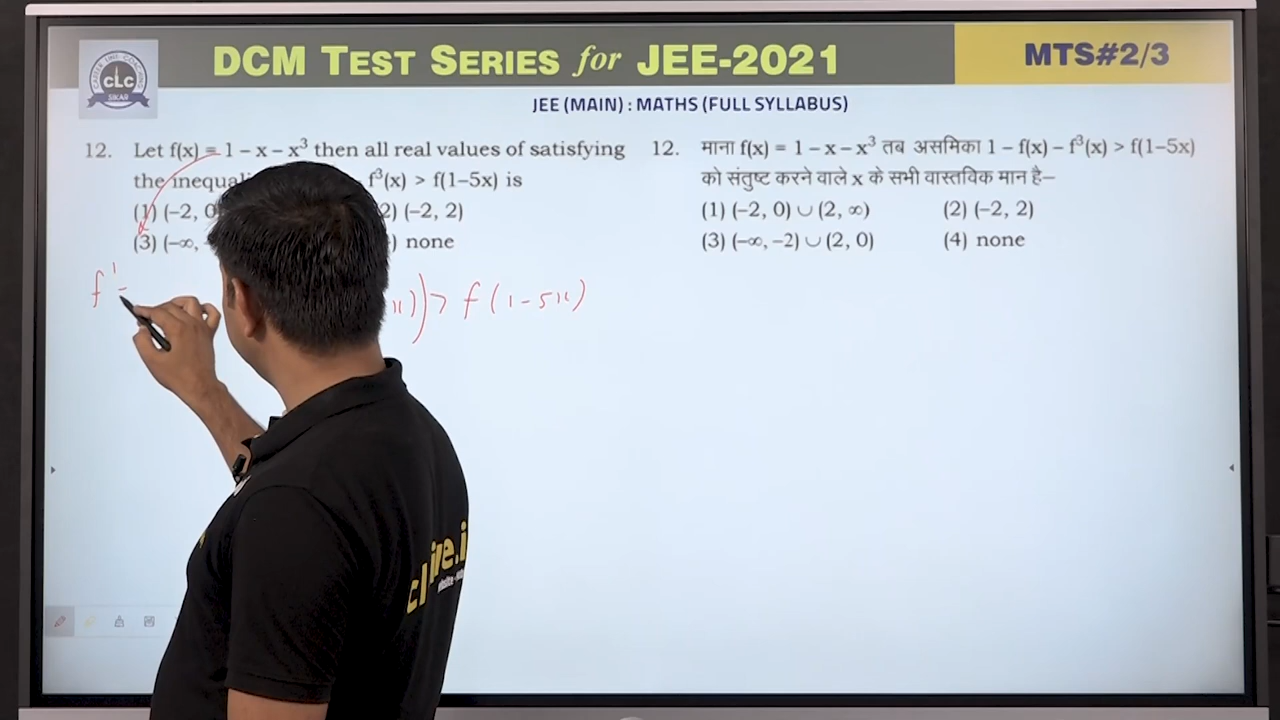 DCM TEST SERIES for JEE-2021
MTS#2/3
CLC
SIKAR
JEE (MAIN) : MATHS (FULL SYLLABUS)
12. Let f(x) = 1 – x – x³ then all real values of satisfying
the f³(x) > f(1–5x) is
(1) (–2, 2) (–2, 2)
(3) (–∞, none
12. माना f(x) = 1 – x – x³ तब असमिका 1 – f(x) – f³(x) > f(1–5x)
को संतुष्ट करने वाले x के सभी वास्तविक मान है–
(1) (–2, 0) ∪ (2, ∞) (2) (–2, 2)
(3) (–∞, –2) ∪ (2, 0) (4) none
f' = x)) > f(1-5x)